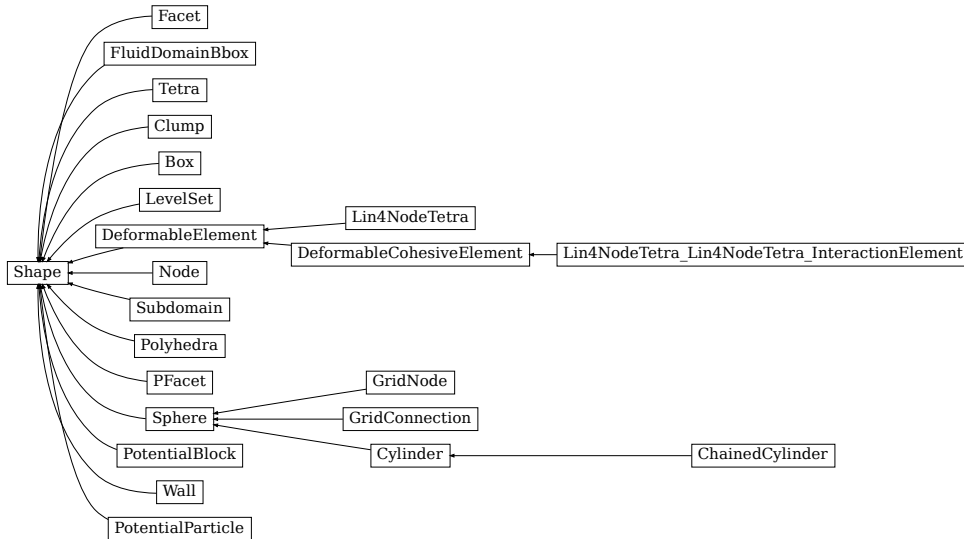 Facet
FluidDomainBbox
Tetra
Clump
Box
LevelSet
Lin4NodeTetra
DeformableElement
DeformableCohesiveElement
Lin4NodeTetra_Lin4NodeTetra_InteractionElement
Shape
Node
Subdomain
Polyhedra
PFacet
GridNode
Sphere
GridConnection
PotentialBlock
Cylinder
ChainedCylinder
Wall
PotentialParticle